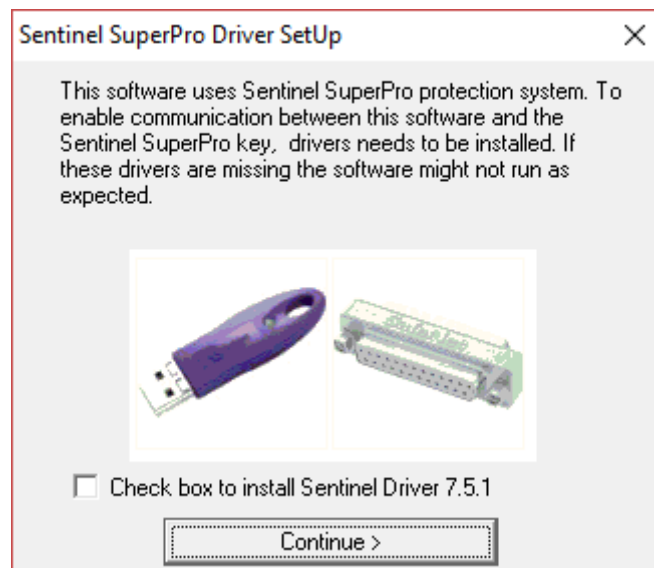 Sentinel SuperPro Driver SetUp
This software uses Sentinel SuperPro protection system. To
enable communication between this software and the
Sentinel SuperPro key, drivers needs to be installed. If
these drivers are missing the software might not run as
expected.
Check box to install Sentinel Driver 7.5.1
Continue >